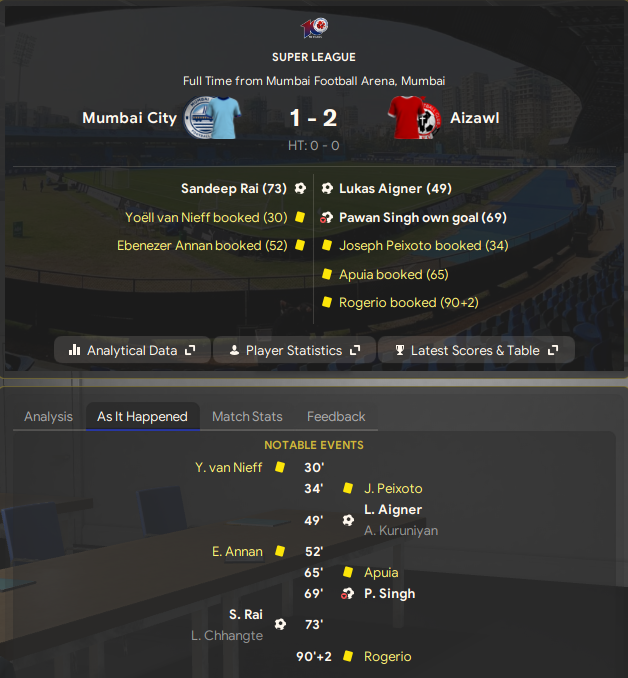 SUPER LEAGUE
Full Time from Mumbai Football Arena, Mumbai
Mumbai City 1 - 2 Aizawl
HT: 0 - 0
Sandeep Rai (73) Lukas Aigner (49)
Yoëll van Nieff booked (30) Pawan Singh own goal (69)
Ebenezer Annan booked (52) Joseph Peixoto booked (34)
Apuia booked (65)
Rogerio booked (90+2)
Analytical Data Player Statistics Latest Scores & Table
Analysis As It Happened Match Stats Feedback
NOTABLE EVENTS
Y. van Nieff 30'
34' J. Peixoto
L. Aigner
49'
A. Kuruniyan
E. Annan 52'
65' Apuia
69' P. Singh
S. Rai
73'
L. Chhangte
90'+2 Rogerio